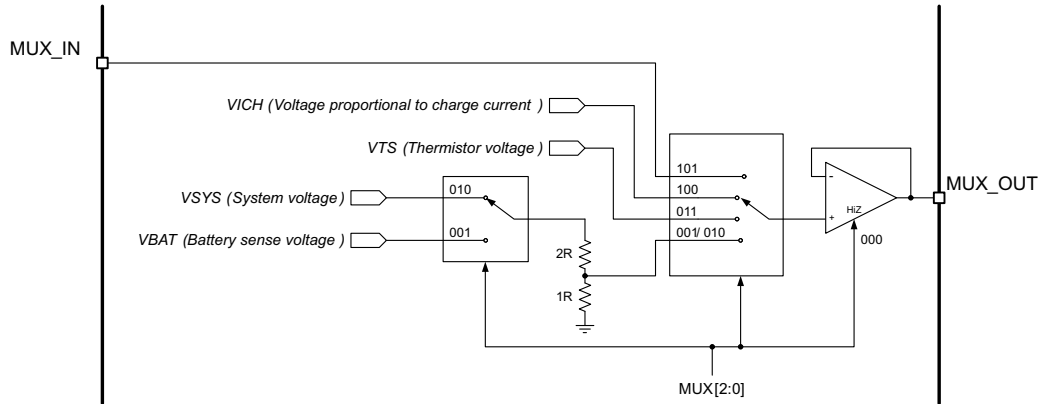 MUX_IN
VICH (Voltage proportional to charge current )
VTS (Thermistor voltage )
101
VSYS (System voltage)
010
100
MUX_OUT
011
VBAT (Battery sense voltage )
001
001/ 010
-
+
HiZ
000
2R
1R
MUX[2:0]